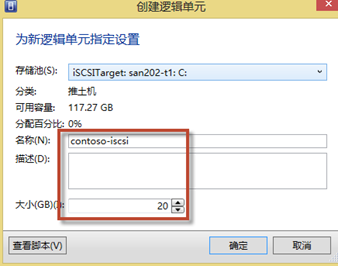 创建逻辑单元
为新逻辑单元指定设置
存储池(S): iSCSITarget: san202-t1: C:
分类: 推土机
可用容量: 117.27 GB
分配百分比: 0%
名称(N): contoso-iscsi
描述(D):
大小(GB)(I): 20
查看脚本(V) 确定 取消